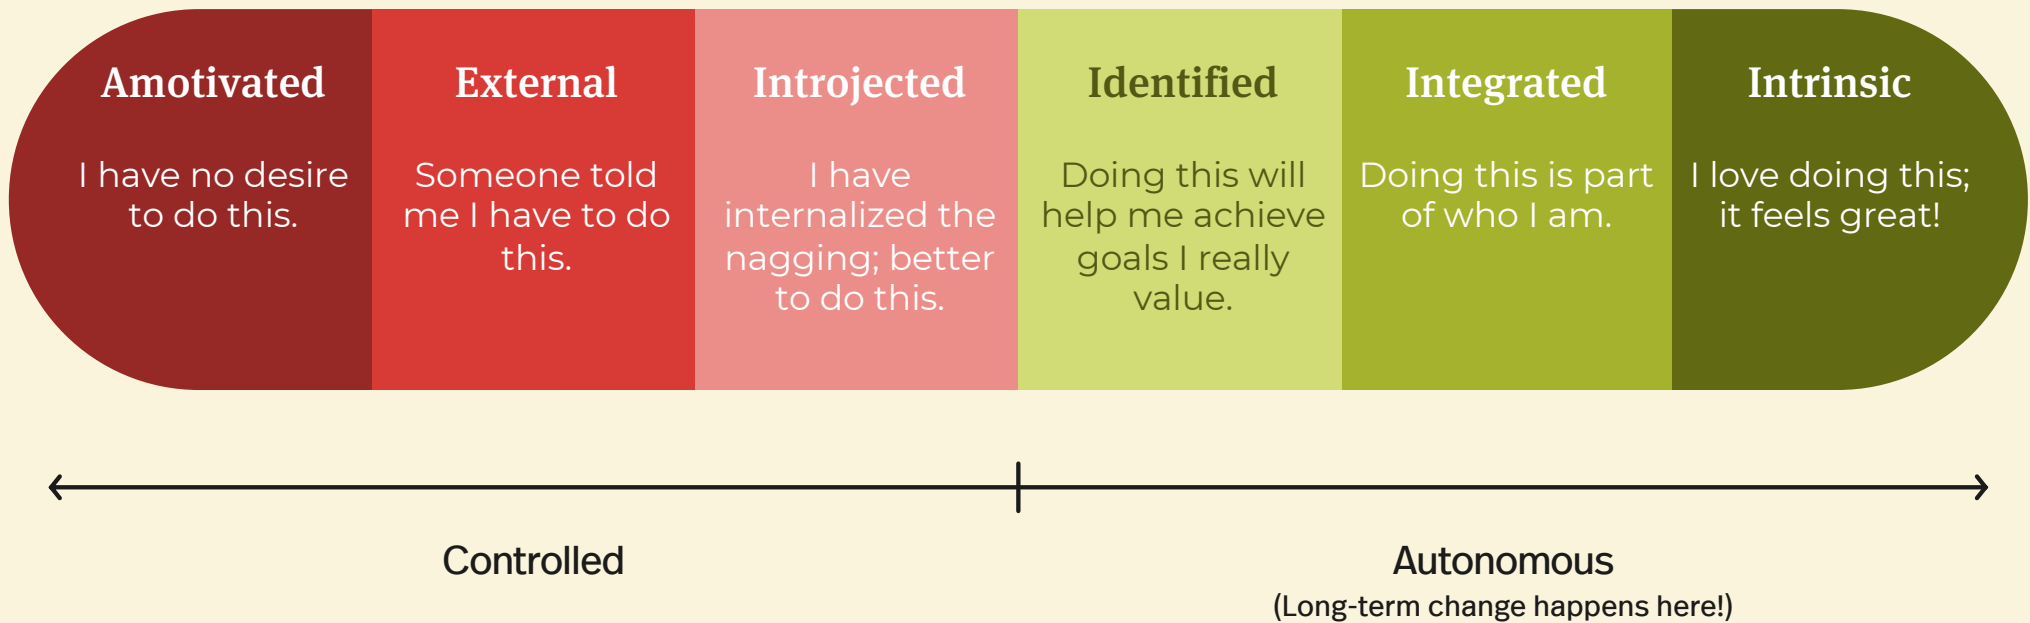 Amotivated
I have no desire
to do this.
External
Someone told
me I have to do
this.
Introjected
I have
internalized the
nagging; better
to do this.
Identified
Doing this will
help me achieve
goals I really
value.
Integrated
Doing this is part
of who I am.
Intrinsic
I love doing this;
it feels great!
Controlled
Autonomous
(Long-term change happens here!)